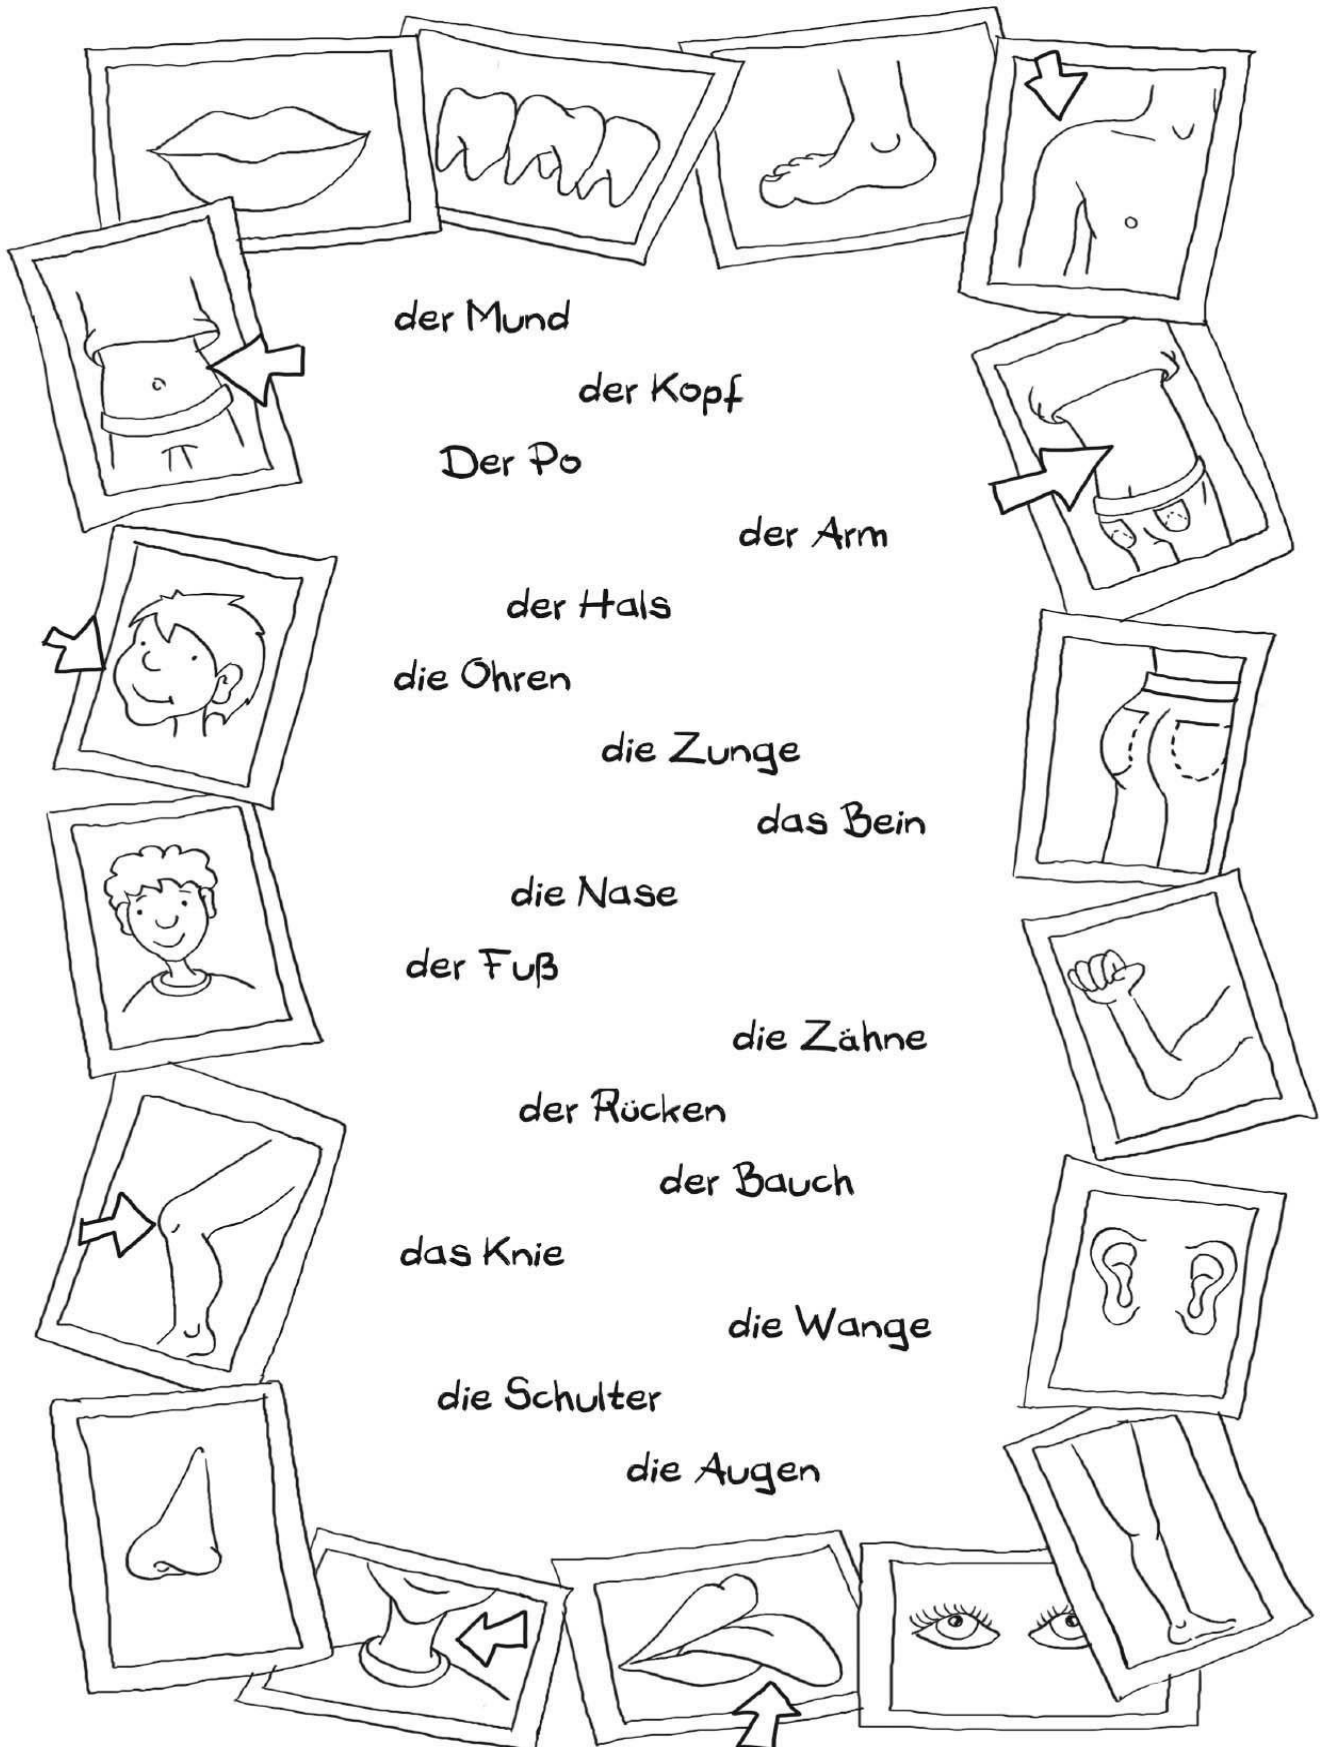 der Mund
der Kopf
Der Po
der Arm
der Hals
die Ohren
die Zunge
das Bein
die Nase
der Fuß
die Zähne
der Rücken
der Bauch
das Knie
die Wange
die Schulter
die Augen